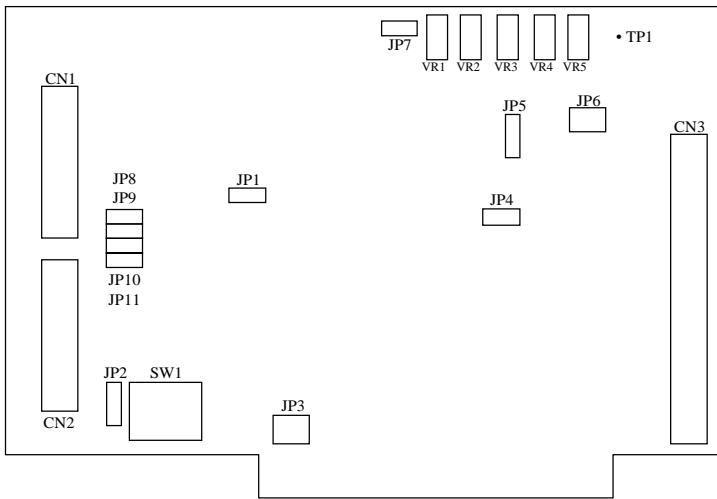 TP1
JP7
VR1 VR2 VR3 VR4 VR5
CN1
JP5
JP6
CN3
JP8
JP1
JP9
JP4
JP10
JP11
JP2
SW1
JP3
CN2